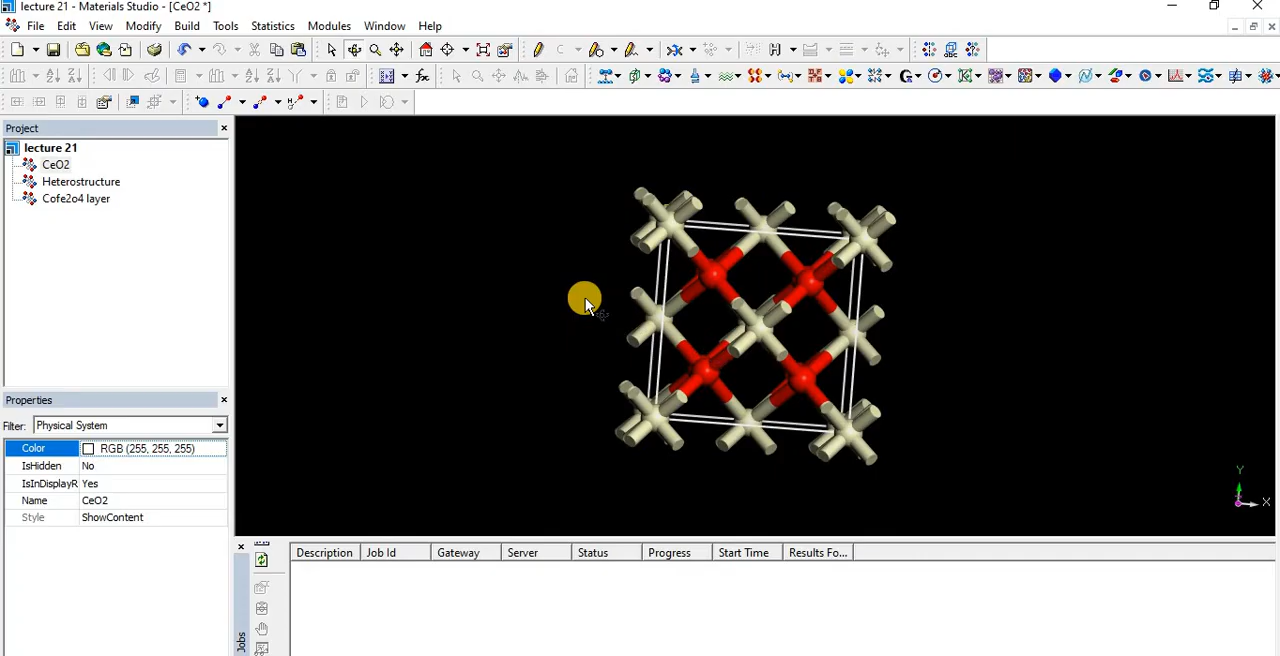 lecture 21 - Materials Studio - [CeO2 *]
File Edit View Modify Build Tools Statistics Modules Window Help
Project
lecture 21
CeO2
Heterostructure
Cofe2o4 layer
Properties
Filter: Physical System
Color RGB (255, 255, 255)
IsHidden No
IsInDisplayR Yes
Name CeO2
Style ShowContent
Y
X
Jobs
Description Job Id Gateway Server Status Progress Start Time Results Fo...